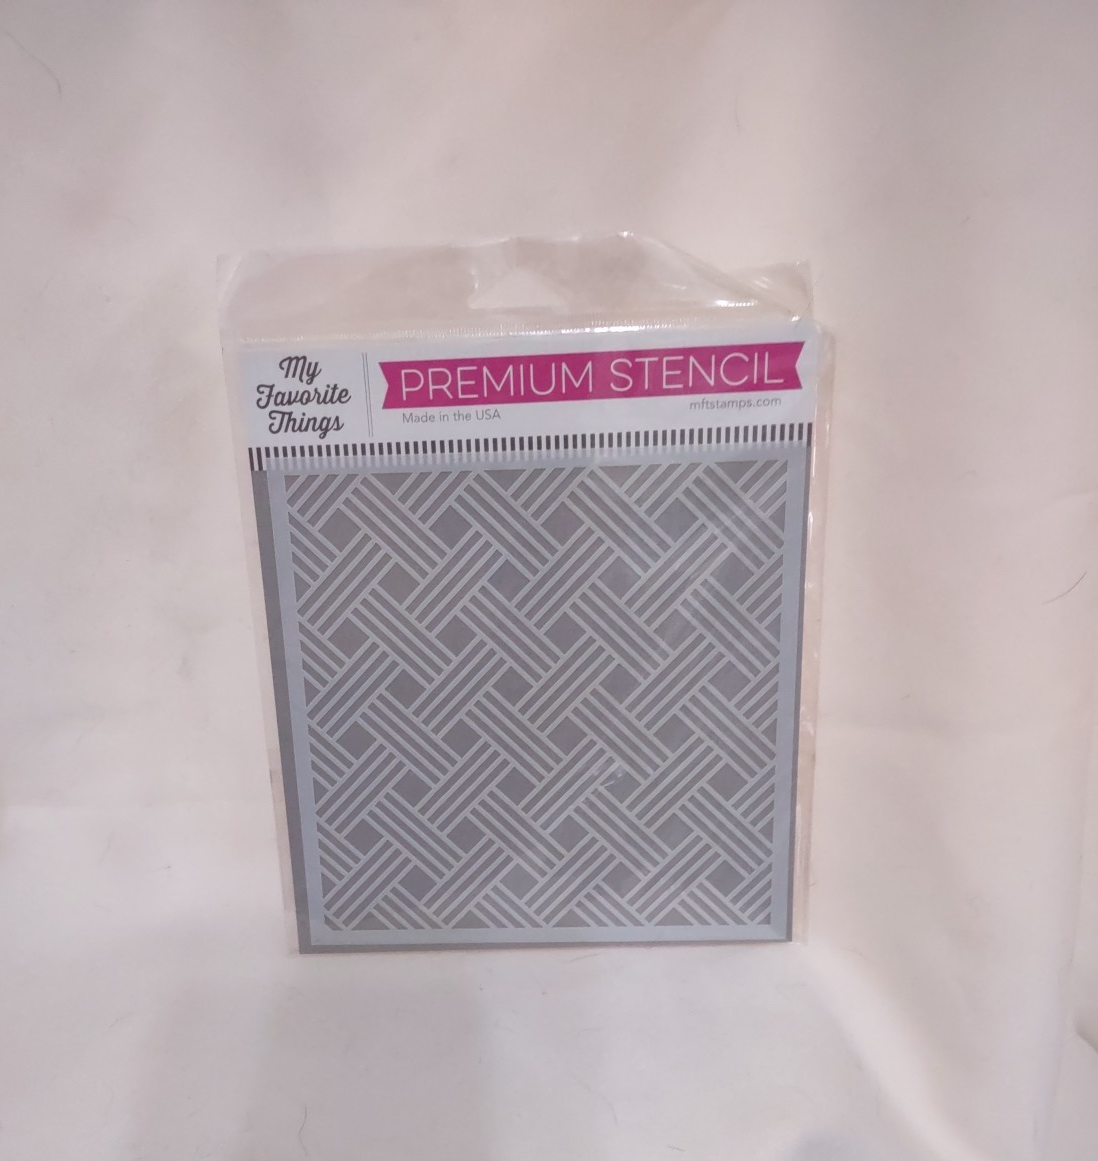 My
Favorite
Things
PREMIUM STENCIL
Made in the USA
mftstamps.com